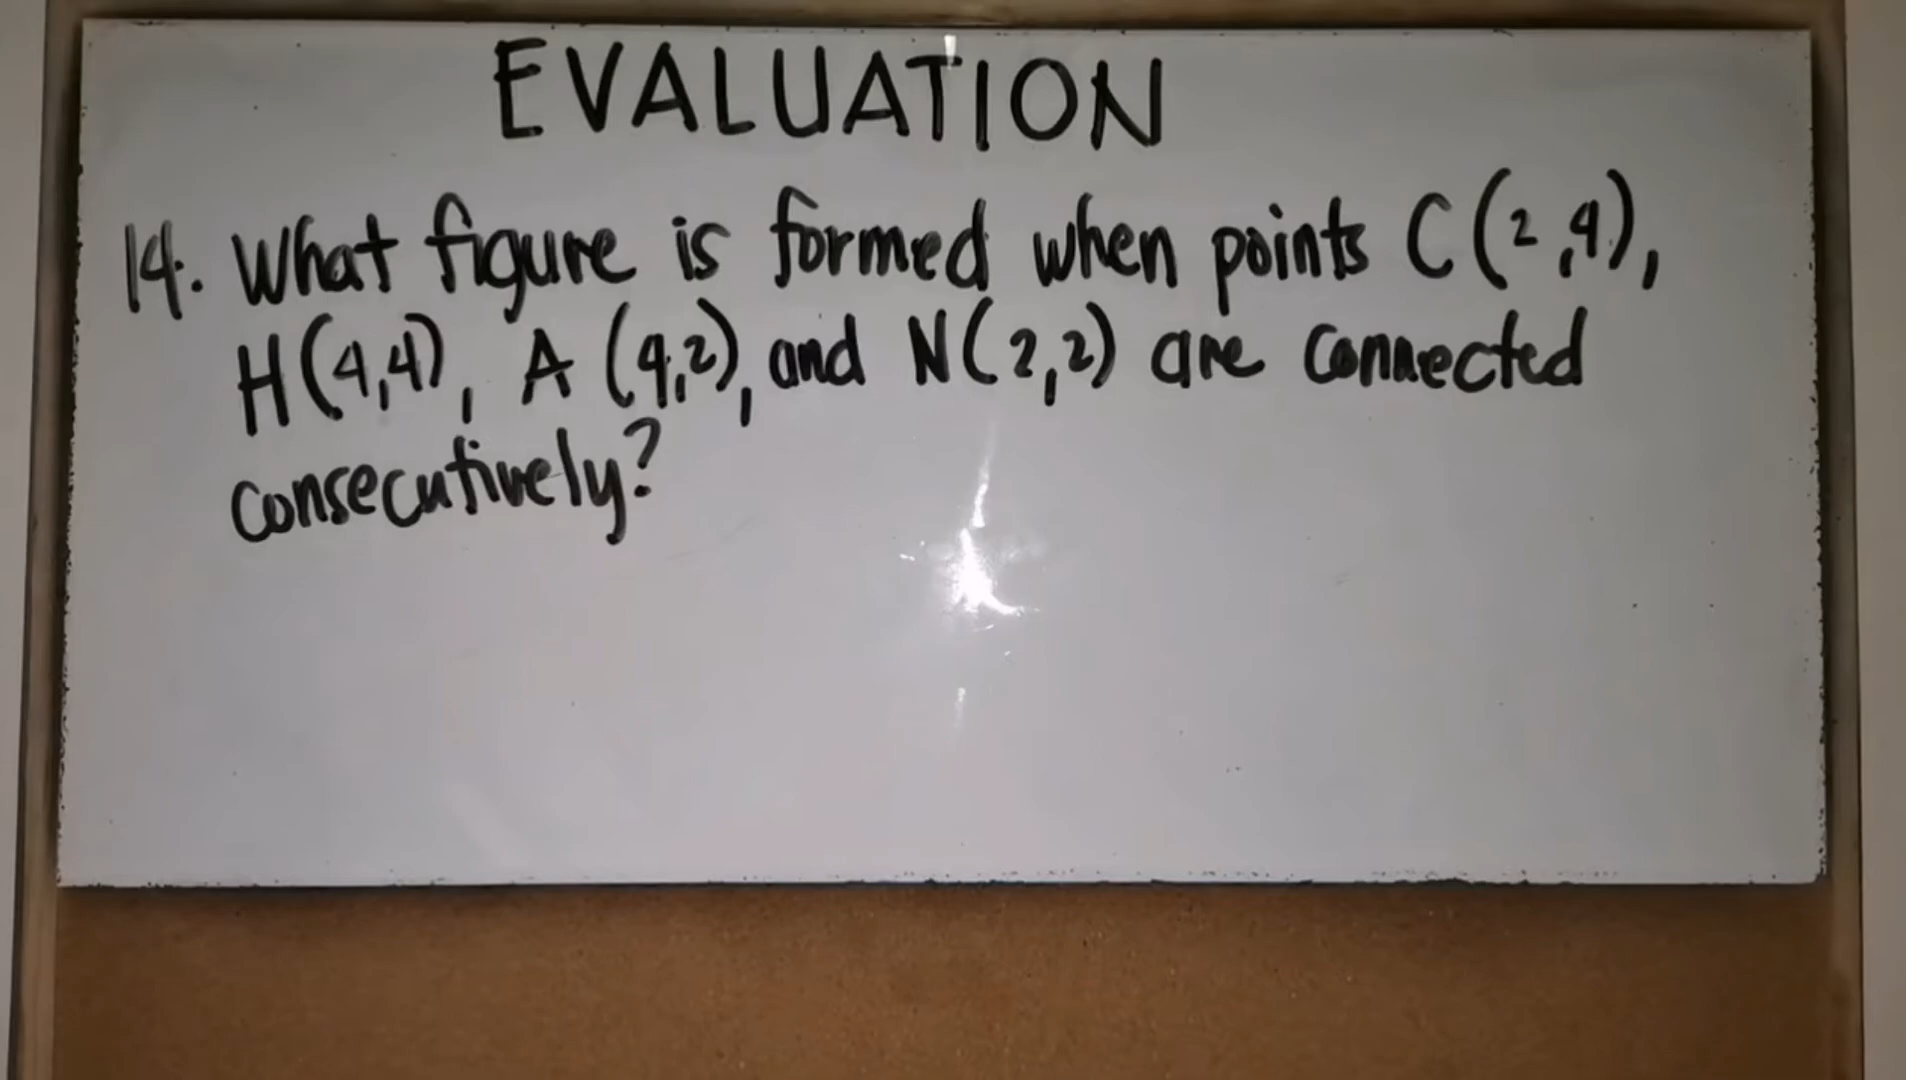 EVALUATION
14. What figure is formed when points C(2,4),
H(4,4), A (4,2), and N(2,2) are connected
consecutively?